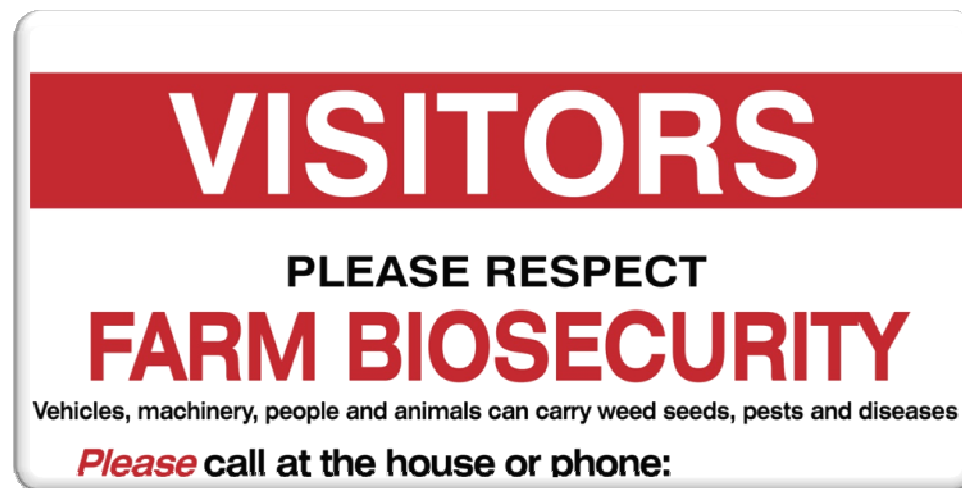 VISITORS
PLEASE RESPECT
FARM BIOSECURITY
Vehicles, machinery, people and animals can carry weed seeds, pests and diseases
Please call at the house or phone: